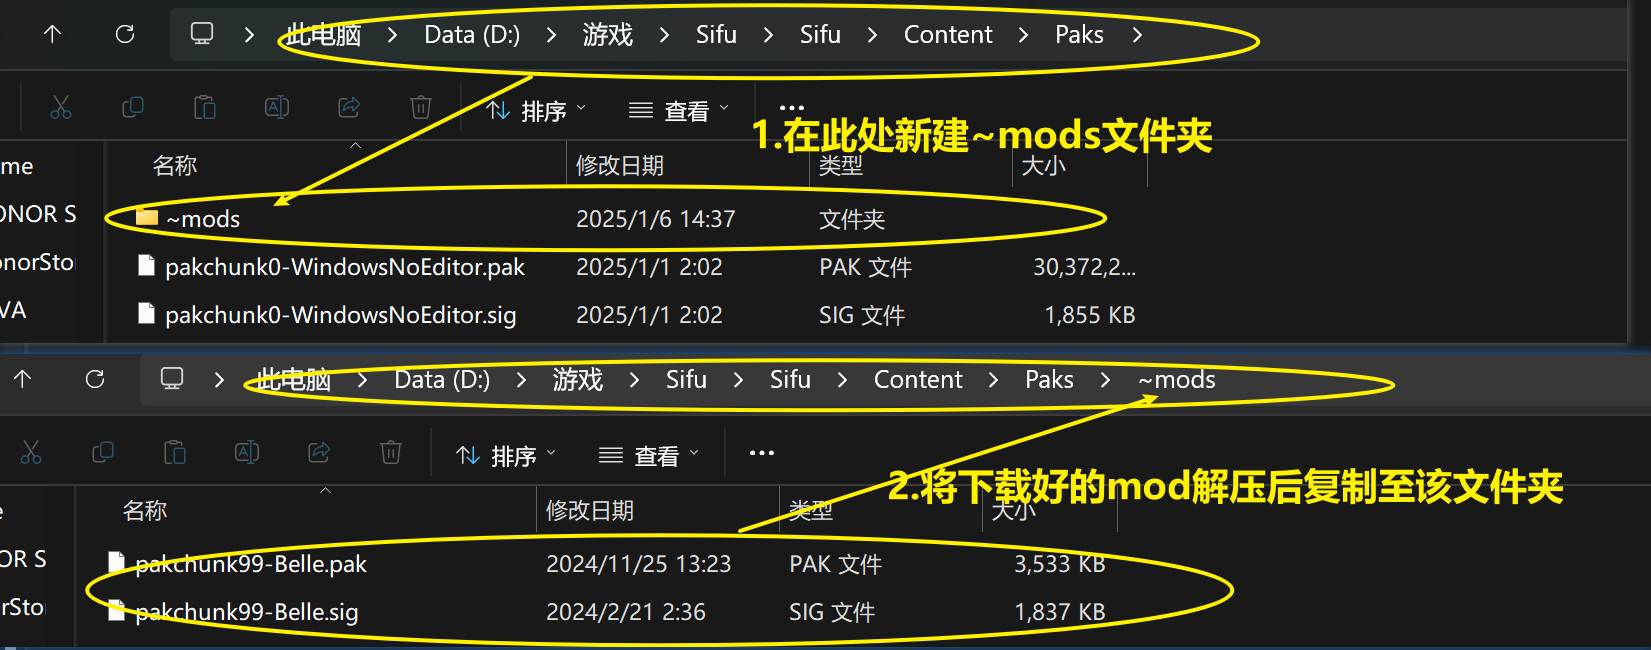 此电脑 > Data (D:) > 游戏 > Sifu > Sifu > Content > Paks >
排序 查看 ...
1.在此处新建~mods文件夹
me
名称 修改日期 类型 大小
ONOR S
~mods 2025/1/6 14:37 文件夹
onorSto
pakchunk0-WindowsNoEditor.pak 2025/1/1 2:02 PAK 文件 30,372,2...
VA
pakchunk0-WindowsNoEditor.sig 2025/1/1 2:02 SIG 文件 1,855 KB
此电脑 > Data (D:) > 游戏 > Sifu > Sifu > Content > Paks > ~mods
排序 查看 ...
2.将下载好的mod解压后复制至该文件夹
e
名称 修改日期 类型 大小
OR S
pakchunk99-Belle.pak 2024/11/25 13:23 PAK 文件 3,533 KB
rSto
pakchunk99-Belle.sig 2024/2/21 2:36 SIG 文件 1,837 KB